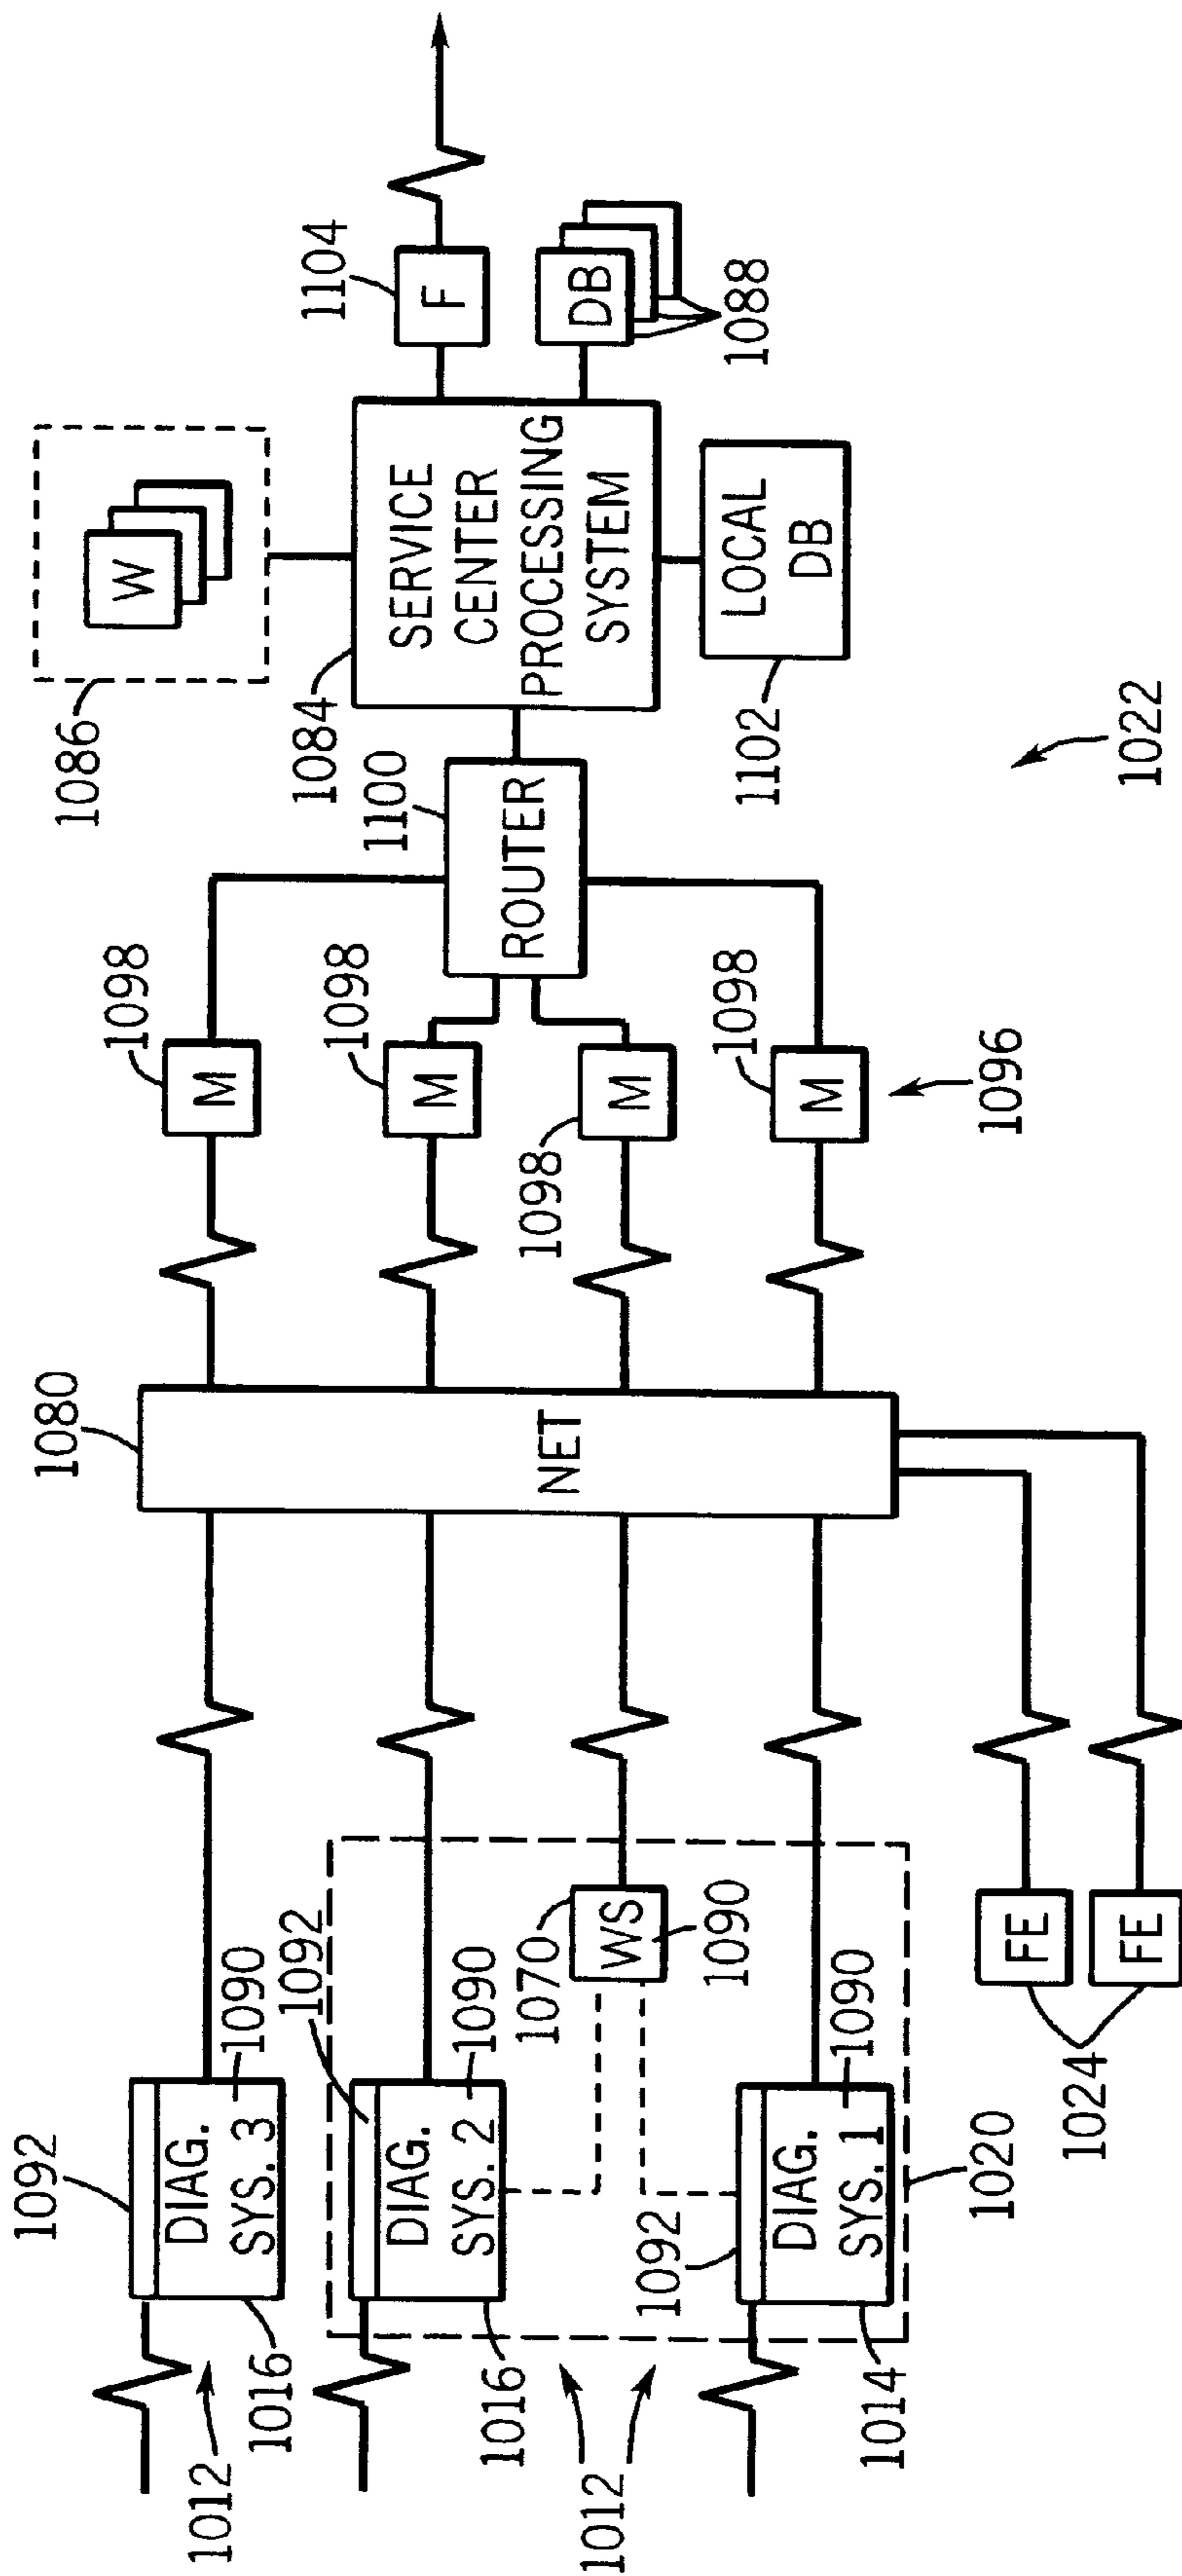 1092
1012
1016
DIAG.
SYS. 3
1090
1092
1016
DIAG.
SYS. 2
1090
1012
1070
WS
1090
1092
1014
DIAG.
SYS. 1
1090
1020
1024
FE
FE
1080
NET
1098
M
1098
M
1098
M
1098
M
1096
1100
ROUTER
1086
W
1084
SERVICE
CENTER
PROCESSING
SYSTEM
1102
LOCAL
DB
1104
F
DB
1088
1022